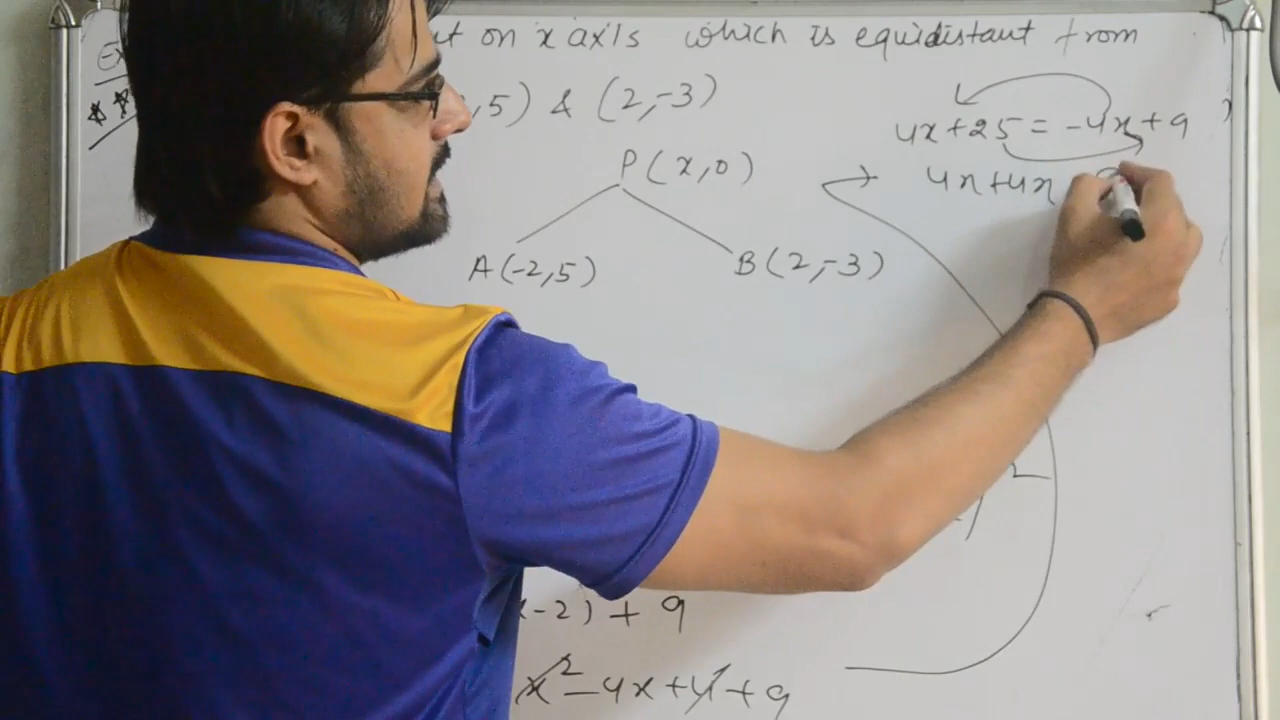 on x axis which is equidistant from
,5) & (2,-3)
P(x,0)
A(-2,5)
B(2,-3)
4x+25 = -4x+9
4x+4x
-2) + 9
x²-4x+4+9